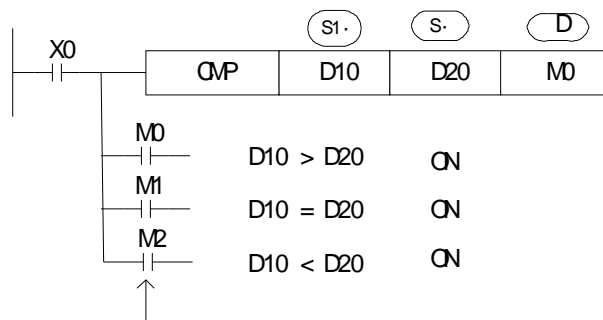 S1· S· D
X0
CMP D10 D20 M0
M0
D10 > D20 ON
M1
D10 = D20 ON
M2
D10 < D20 ON